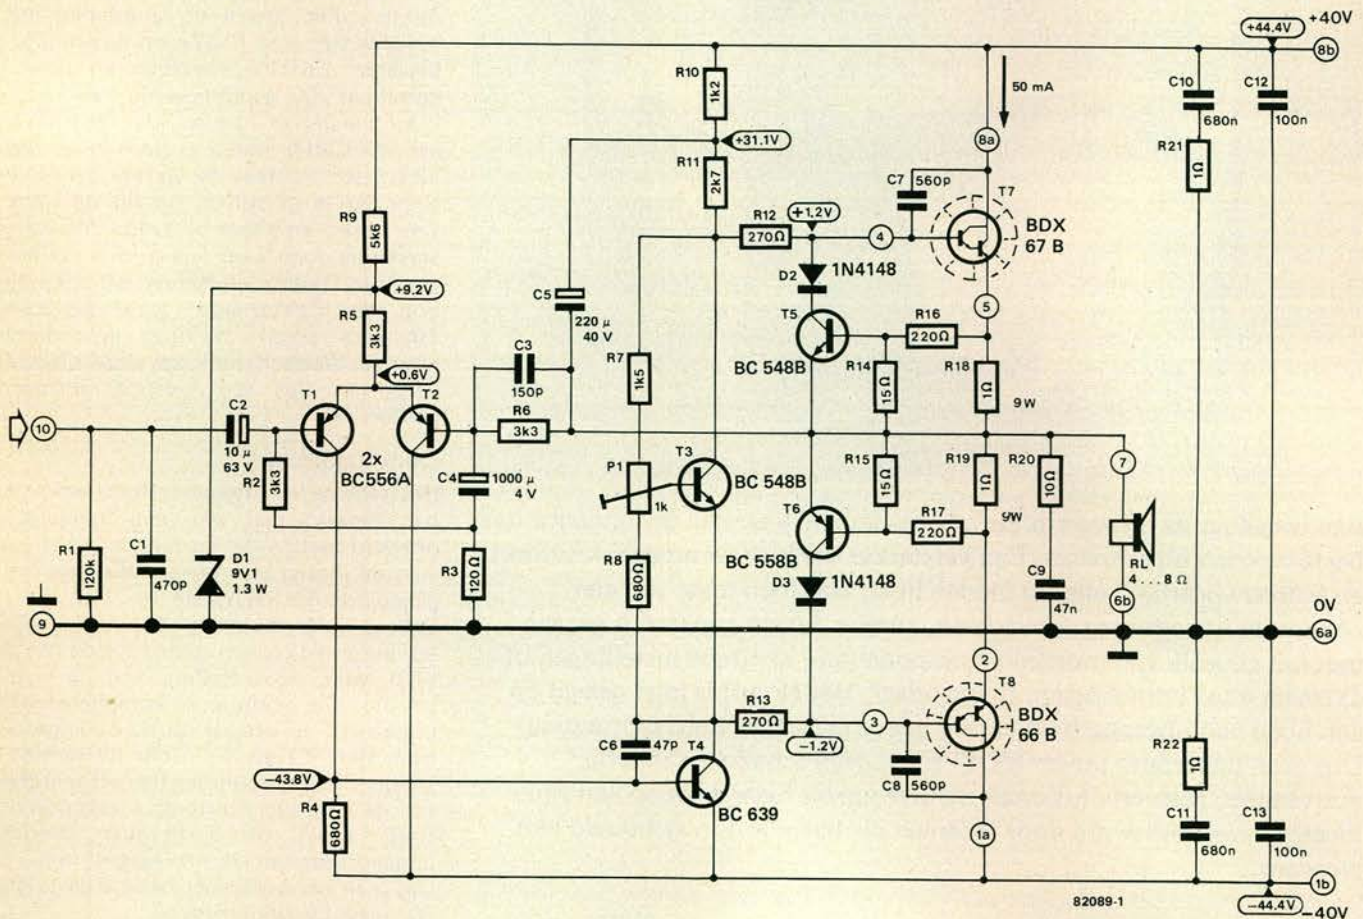 +44.4V
+40V
8b
R10
1k2
50 mA
C10
680n
C12
100n
8a
+31.1V
R11
2k7
C7
560p
T7
R21
1Ω
R9
5k6
R12
270Ω
+1.2V
4
BDX
67 B
D2
1N4148
+9.2V
C5
220 µ
40 V
5
R5
3k3
T5
R16
220Ω
C3
150p
R7
1k5
BC 548B
R14
15Ω
R18
1Ω
9W
+0.6V
T1
T2
R6
3k3
10
C2
10 µ
63 V
2x
BC556A
R2
3k3
C4
1000 µ
4 V
P1
1k
T3
BC 548B
R15
15Ω
R19
1Ω
9W
R20
10Ω
7
T6
R17
220Ω
BC 558B
RL
4 ... 8 Ω
R1
120k
C1
470p
D1
9V1
1.3 W
R3
120Ω
R8
680Ω
D3
1N4148
C9
47n
6b
9
0V
6a
2
T8
R13
270Ω
3
−1.2V
BDX
66 B
C6
47p
T4
−43.8V
C8
560p
R22
1Ω
R4
680Ω
BC 639
1a
C11
680n
C13
100n
1b
82089-1
−44.4V
−40V